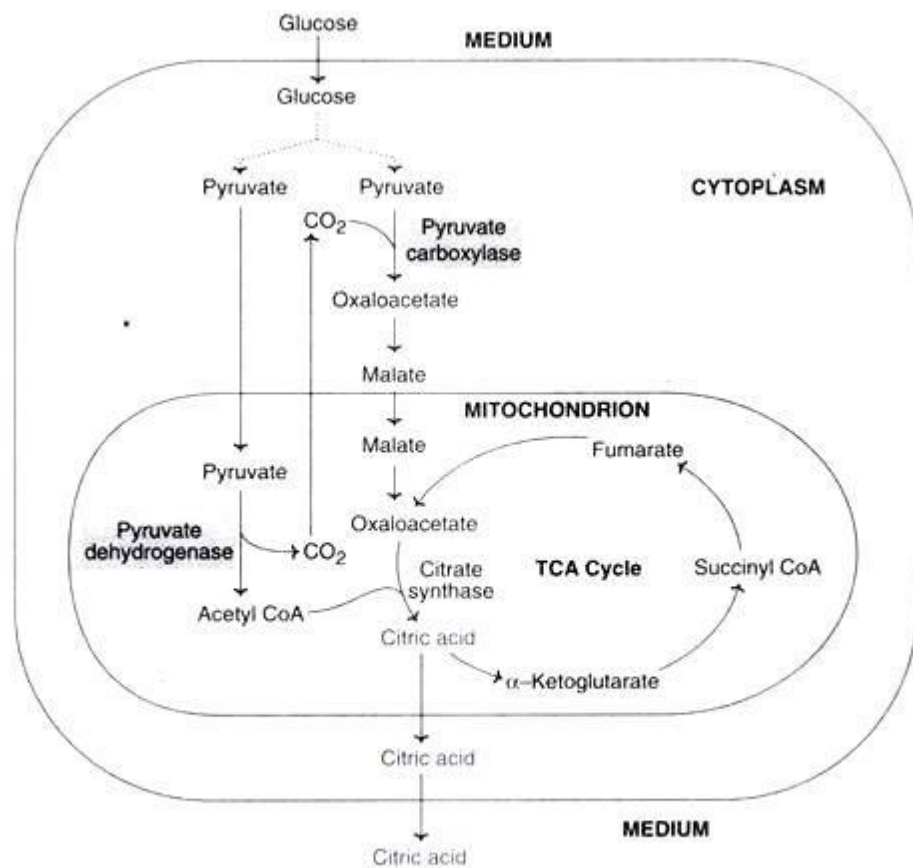 Glucose
MEDIUM
Glucose
Pyruvate
Pyruvate
CYTOPLASM
CO₂
Pyruvate
carboxylase
Oxaloacetate
Malate
MITOCHONDRION
Malate
Fumarate
Pyruvate
Oxaloacetate
Pyruvate
dehydrogenase
CO₂
Citrate
synthase
TCA Cycle
Succinyl CoA
Acetyl CoA
Citric acid
α–Ketoglutarate
Citric acid
MEDIUM
Citric acid